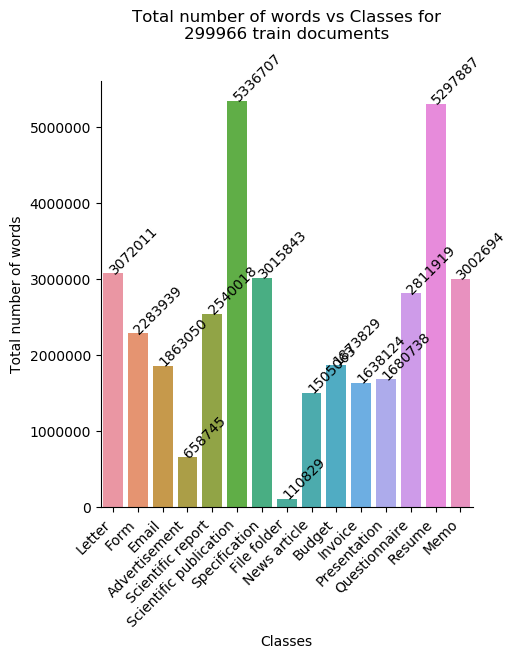 Total number of words vs Classes for
299966 train documents
Total number of words
5000000
4000000
3000000
2000000
1000000
0
3072011
2283939
1863050
658745
2540018
5336707
3015843
110829
1873829
1638124
1680738
2811919
5297887
3002694
Letter
Form
Email
Advertisement
Scientific report
Scientific publication
Specification
File folder
News article
Budget
Invoice
Presentation
Questionnaire
Resume
Memo
Classes